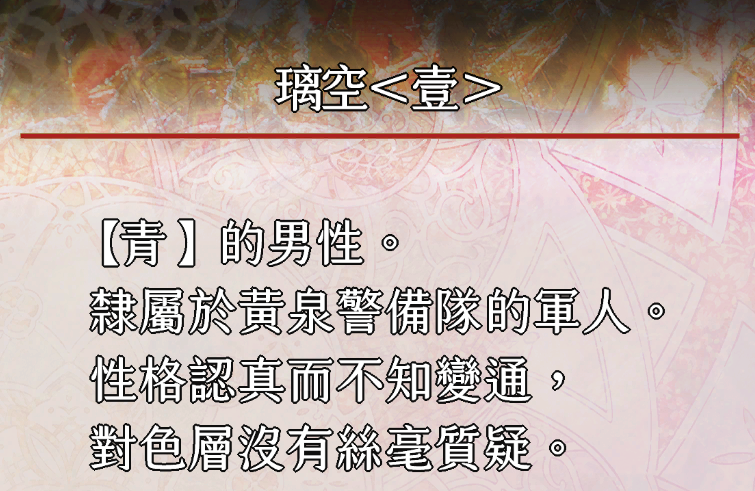 璃空＜壹＞
【青】的男性。
隸屬於黃泉警備隊的軍人。
性格認真而不知變通，
對色層沒有絲毫質疑。